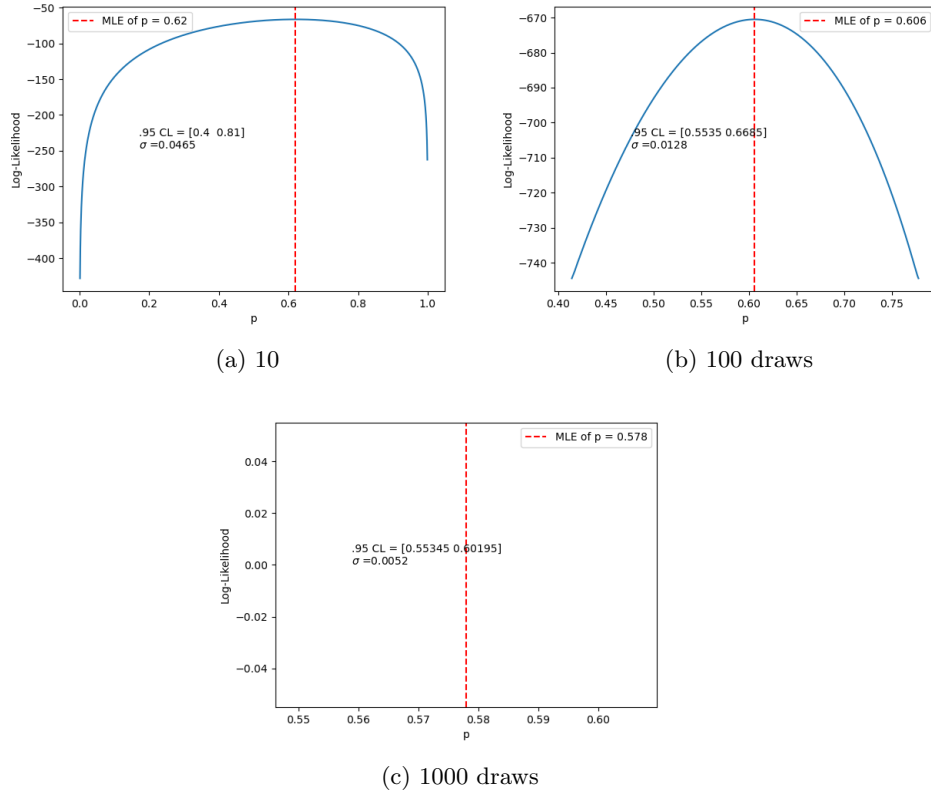 MLE of p = 0.62
−50
−100
−150
−200
−250
−300
−350
−400
Log-Likelihood
.95 CL = [0.4 0.81]
σ =0.0465
0.0 0.2 0.4 0.6 0.8 1.0
p
(a) 10
MLE of p = 0.606
−670
−680
−690
−700
−710
−720
−730
−740
Log-Likelihood
.95 CL = [0.5535 0.6685]
σ =0.0128
0.40 0.45 0.50 0.55 0.60 0.65 0.70 0.75
p
(b) 100 draws
MLE of p = 0.578
0.04
0.02
0.00
−0.02
−0.04
Log-Likelihood
.95 CL = [0.55345 0.60195]
σ =0.0052
0.55 0.56 0.57 0.58 0.59 0.60
p
(c) 1000 draws